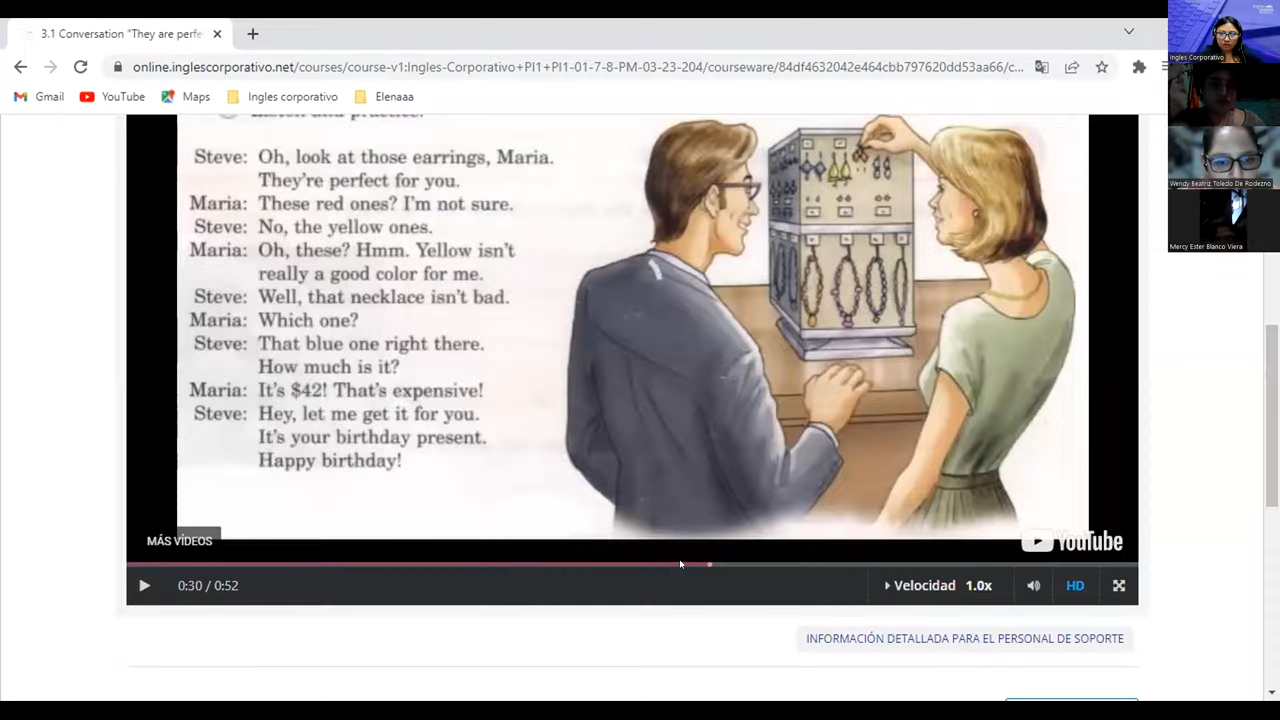 3.1 Conversation "They are perfe
online.inglescorporativo.net/courses/course-v1:Ingles-Con
+PI1-01-7-8-PM-03-23-204/courseware/84df4632042e464cb
Gmail
YouTube
Maps
Ingles corporativo
Elenaaa
Listen and practice.
Steve: Oh, look at those earrings, Maria.
They're perfect for you.
Maria: These red ones? I'm not sure.
Steve: No, the yellow ones.
Maria: Oh, these? Hmm. Yellow isn't
really a good color for me.
Steve: Well, that necklace isn't bad.
Maria: Which one?
Steve: That blue one right there.
How much is it?
Maria: It's $42! That's expensive!
Steve: Hey, let me get it for you.
It's your birthday present.
Happy birthday!
MÁS VÍDEOS
YouTube
0:30 / 0:52
Velocidad 1.0x
HD
INFORMACIÓN DETALLADA PARA EL PERSONAL DE SOPORTE
Ingles Corporativo
Wendy Beatriz Toledo De Rodezno
Mercy Ester Blanco Viera